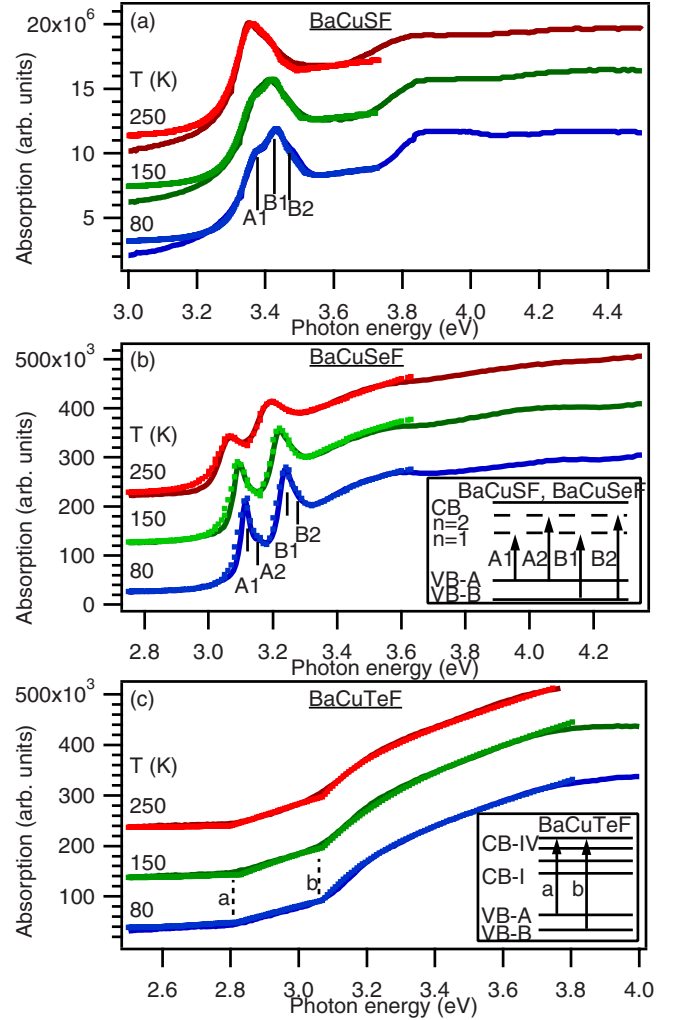 (a) BaCuSF
Absorption (arb. units)
20x10⁶
15
10
5
T (K)
250
150
80
A1
B1
B2
3.0 3.2 3.4 3.6 3.8 4.0 4.2 4.4
Photon energy (eV)
(b) BaCuSeF
Absorption (arb. units)
500x10³
400
300
200
100
0
T (K)
250
150
80
A1
A2
B1
B2
BaCuSF, BaCuSeF
CB
n=2
n=1
A1 A2 B1 B2
VB-A
VB-B
2.8 3.0 3.2 3.4 3.6 3.8 4.0 4.2
Photon energy (eV)
(c) BaCuTeF
Absorption (arb. units)
500x10³
400
300
200
100
T (K)
250
150
80
a
b
BaCuTeF
CB-IV
CB-I
a b
VB-A
VB-B
2.6 2.8 3.0 3.2 3.4 3.6 3.8 4.0
Photon energy (eV)